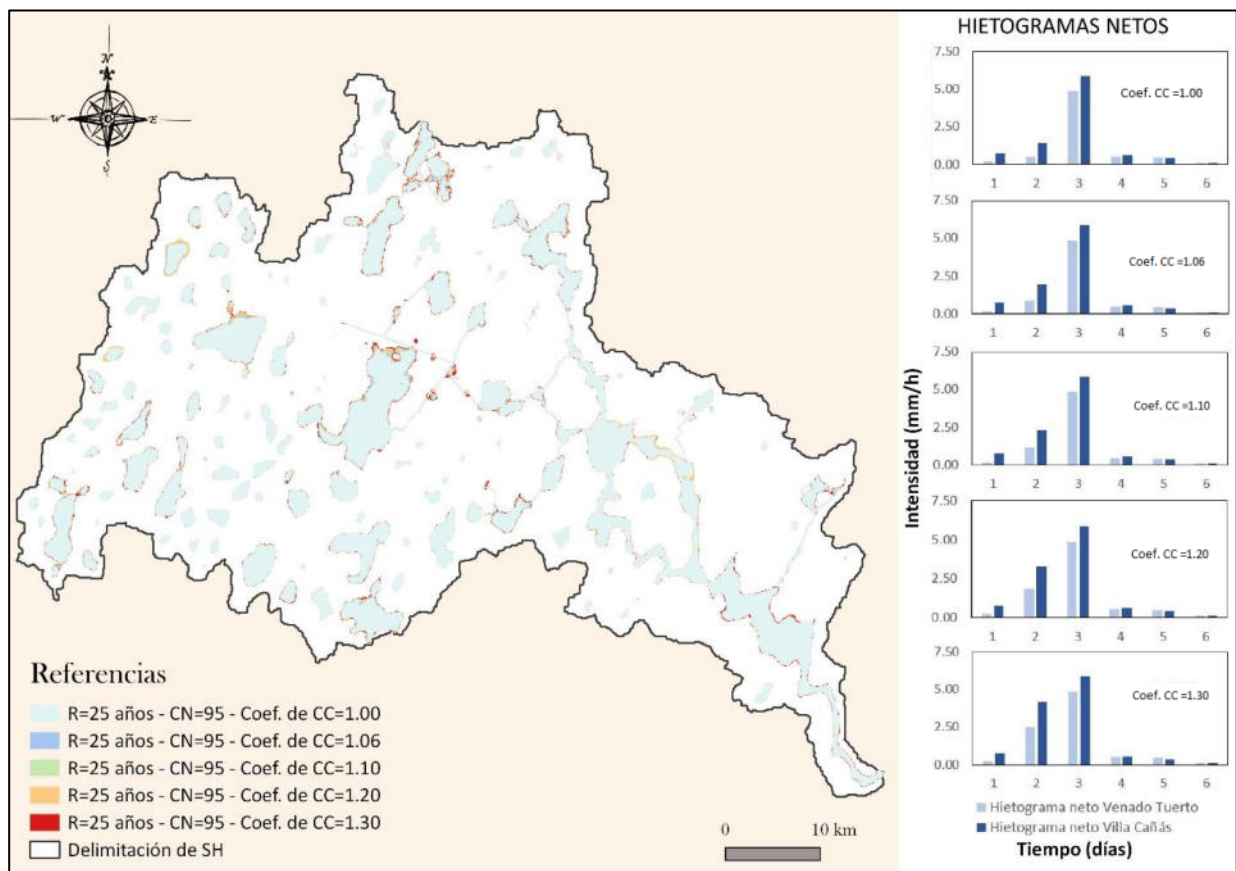 N
W
E
S
Referencias
R=25 años - CN=95 - Coef. de CC=1.00
R=25 años - CN=95 - Coef. de CC=1.06
R=25 años - CN=95 - Coef. de CC=1.10
R=25 años - CN=95 - Coef. de CC=1.20
R=25 años - CN=95 - Coef. de CC=1.30
Delimitación de SH
0 10 km
HIETOGRAMAS NETOS
Intensidad (mm/h)
7.50
5.00
2.50
0.00
Coef. CC =1.00
1 2 3 4 5 6
7.50
5.00
2.50
0.00
Coef. CC =1.06
1 2 3 4 5 6
7.50
5.00
2.50
0.00
Coef. CC =1.10
1 2 3 4 5 6
7.50
5.00
2.50
0.00
Coef. CC =1.20
1 2 3 4 5 6
7.50
5.00
2.50
0.00
Coef. CC =1.30
1 2 3 4 5 6
Hietograma neto Venado Tuerto
Hietograma neto Villa Cañás
Tiempo (días)